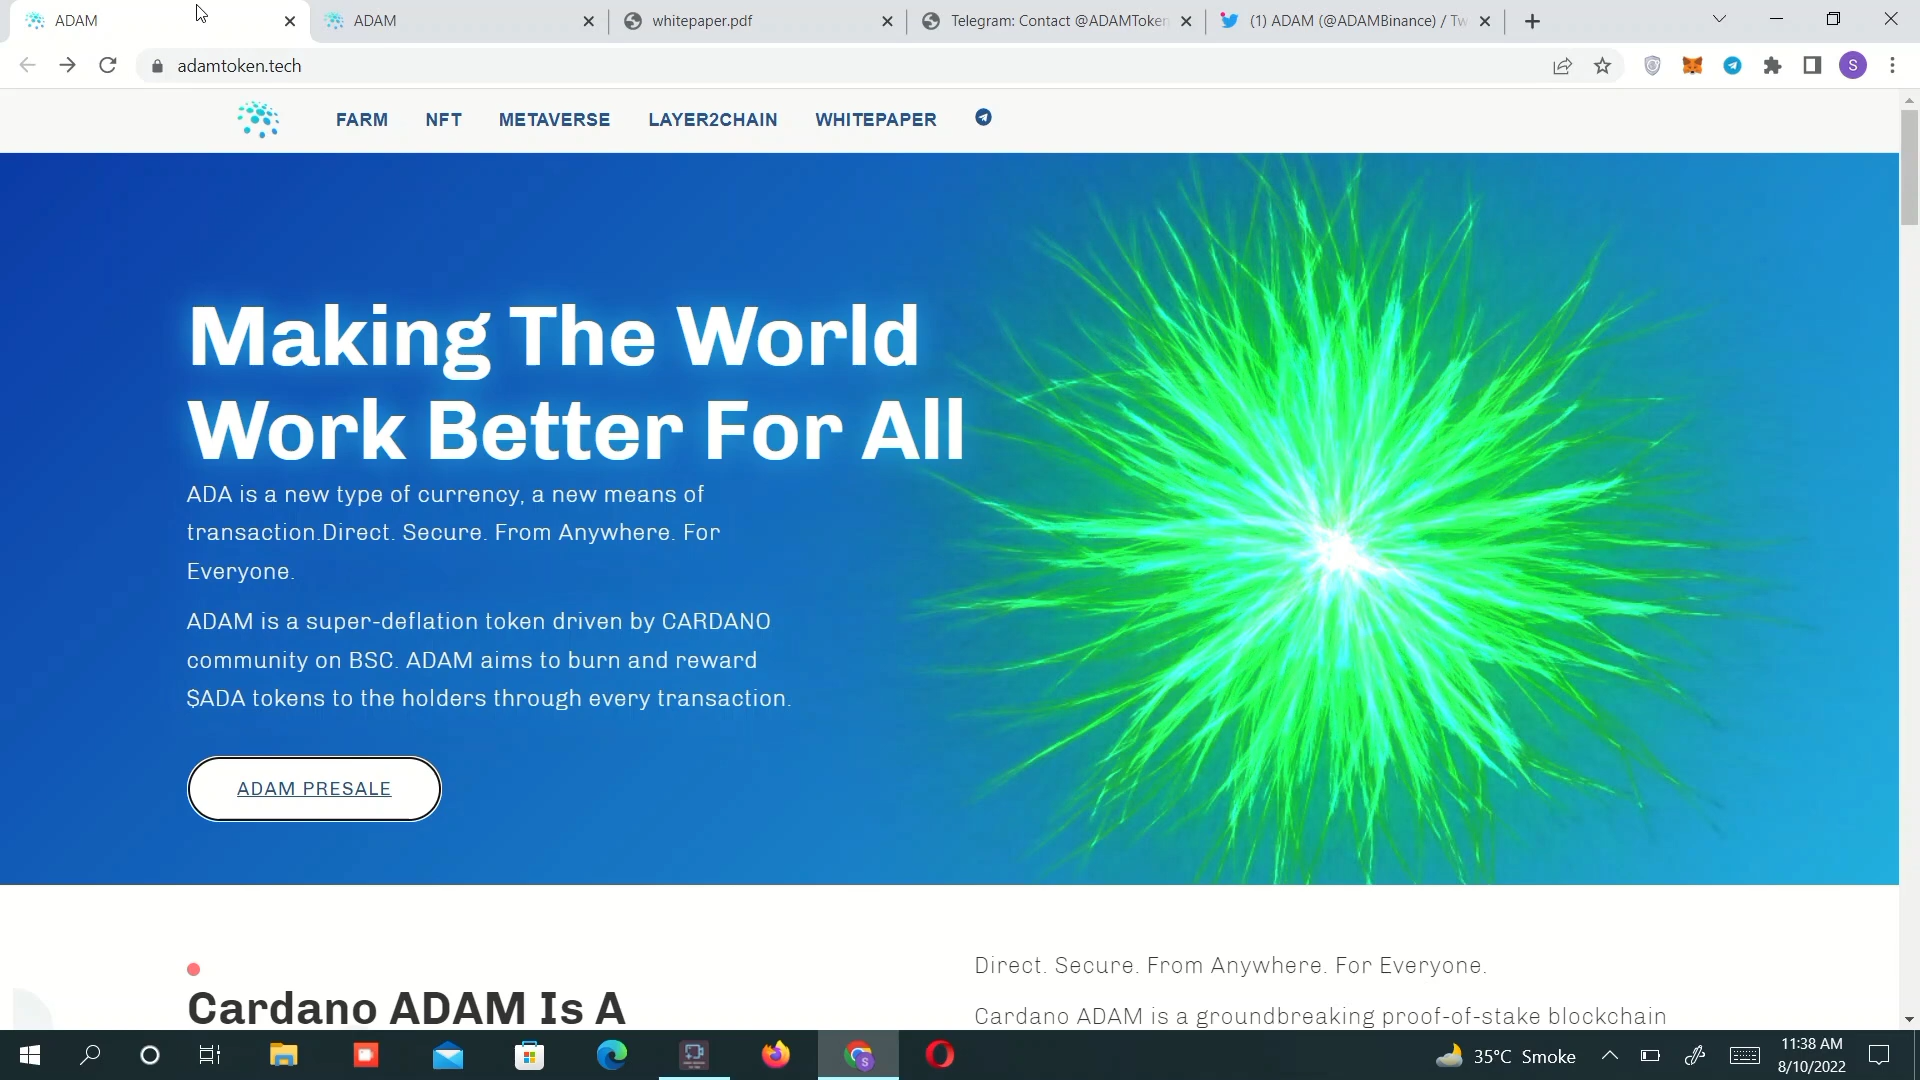 ADAM
ADAM
whitepaper.pdf
Telegram: Contact @ADAMToken
(1) ADAM (@ADAMBinance) / Tw
adamtoken.tech
S
FARM
NFT
METAVERSE
LAYER2CHAIN
WHITEPAPER
Making The World
Work Better For All
ADA is a new type of currency, a new means of
transaction.Direct. Secure. From Anywhere. For
Everyone.
ADAM is a super-deflation token driven by CARDANO
community on BSC. ADAM aims to burn and reward
$ADA tokens to the holders through every transaction.
ADAM PRESALE
Cardano ADAM Is A
Direct. Secure. From Anywhere. For Everyone.
Cardano ADAM is a groundbreaking proof-of-stake blockchain
35°C Smoke
11:38 AM
8/10/2022